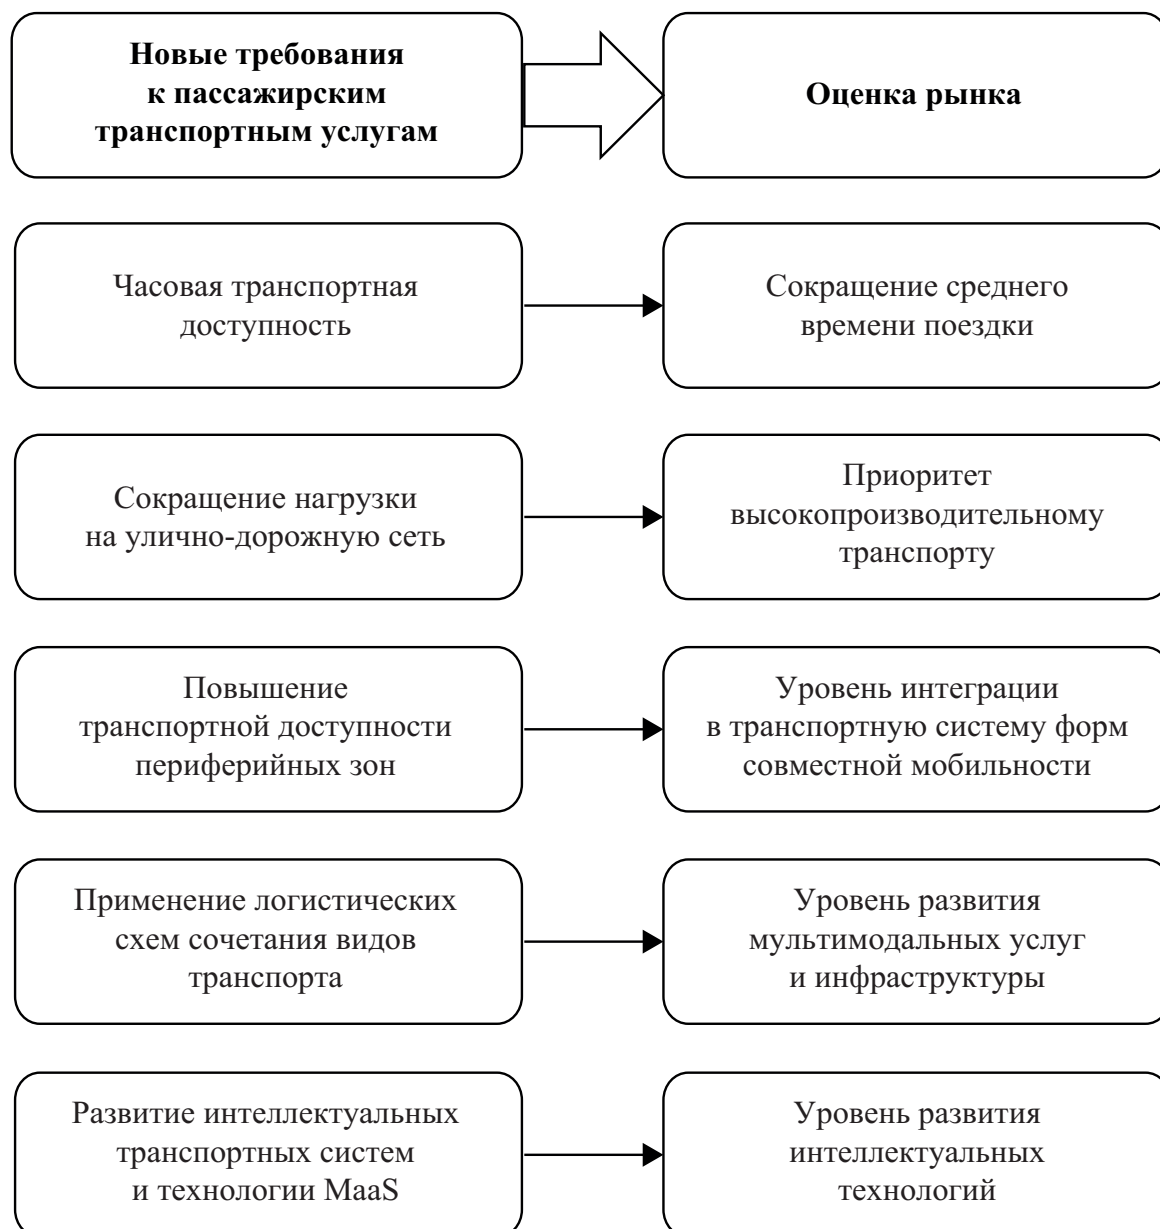 Новые требования
к пассажирским
транспортным услугам
Оценка рынка
Часовая транспортная
доступность
Сокращение среднего
времени поездки
Сокращение нагрузки
на улично-дорожную сеть
Приоритет
высокопроизводительному
транспорту
Повышение
транспортной доступности
периферийных зон
Уровень интеграции
в транспортную систему форм
совместной мобильности
Применение логистических
схем сочетания видов
транспорта
Уровень развития
мультимодальных услуг
и инфраструктуры
Развитие интеллектуальных
транспортных систем
и технологии MaaS
Уровень развития
интеллектуальных
технологий